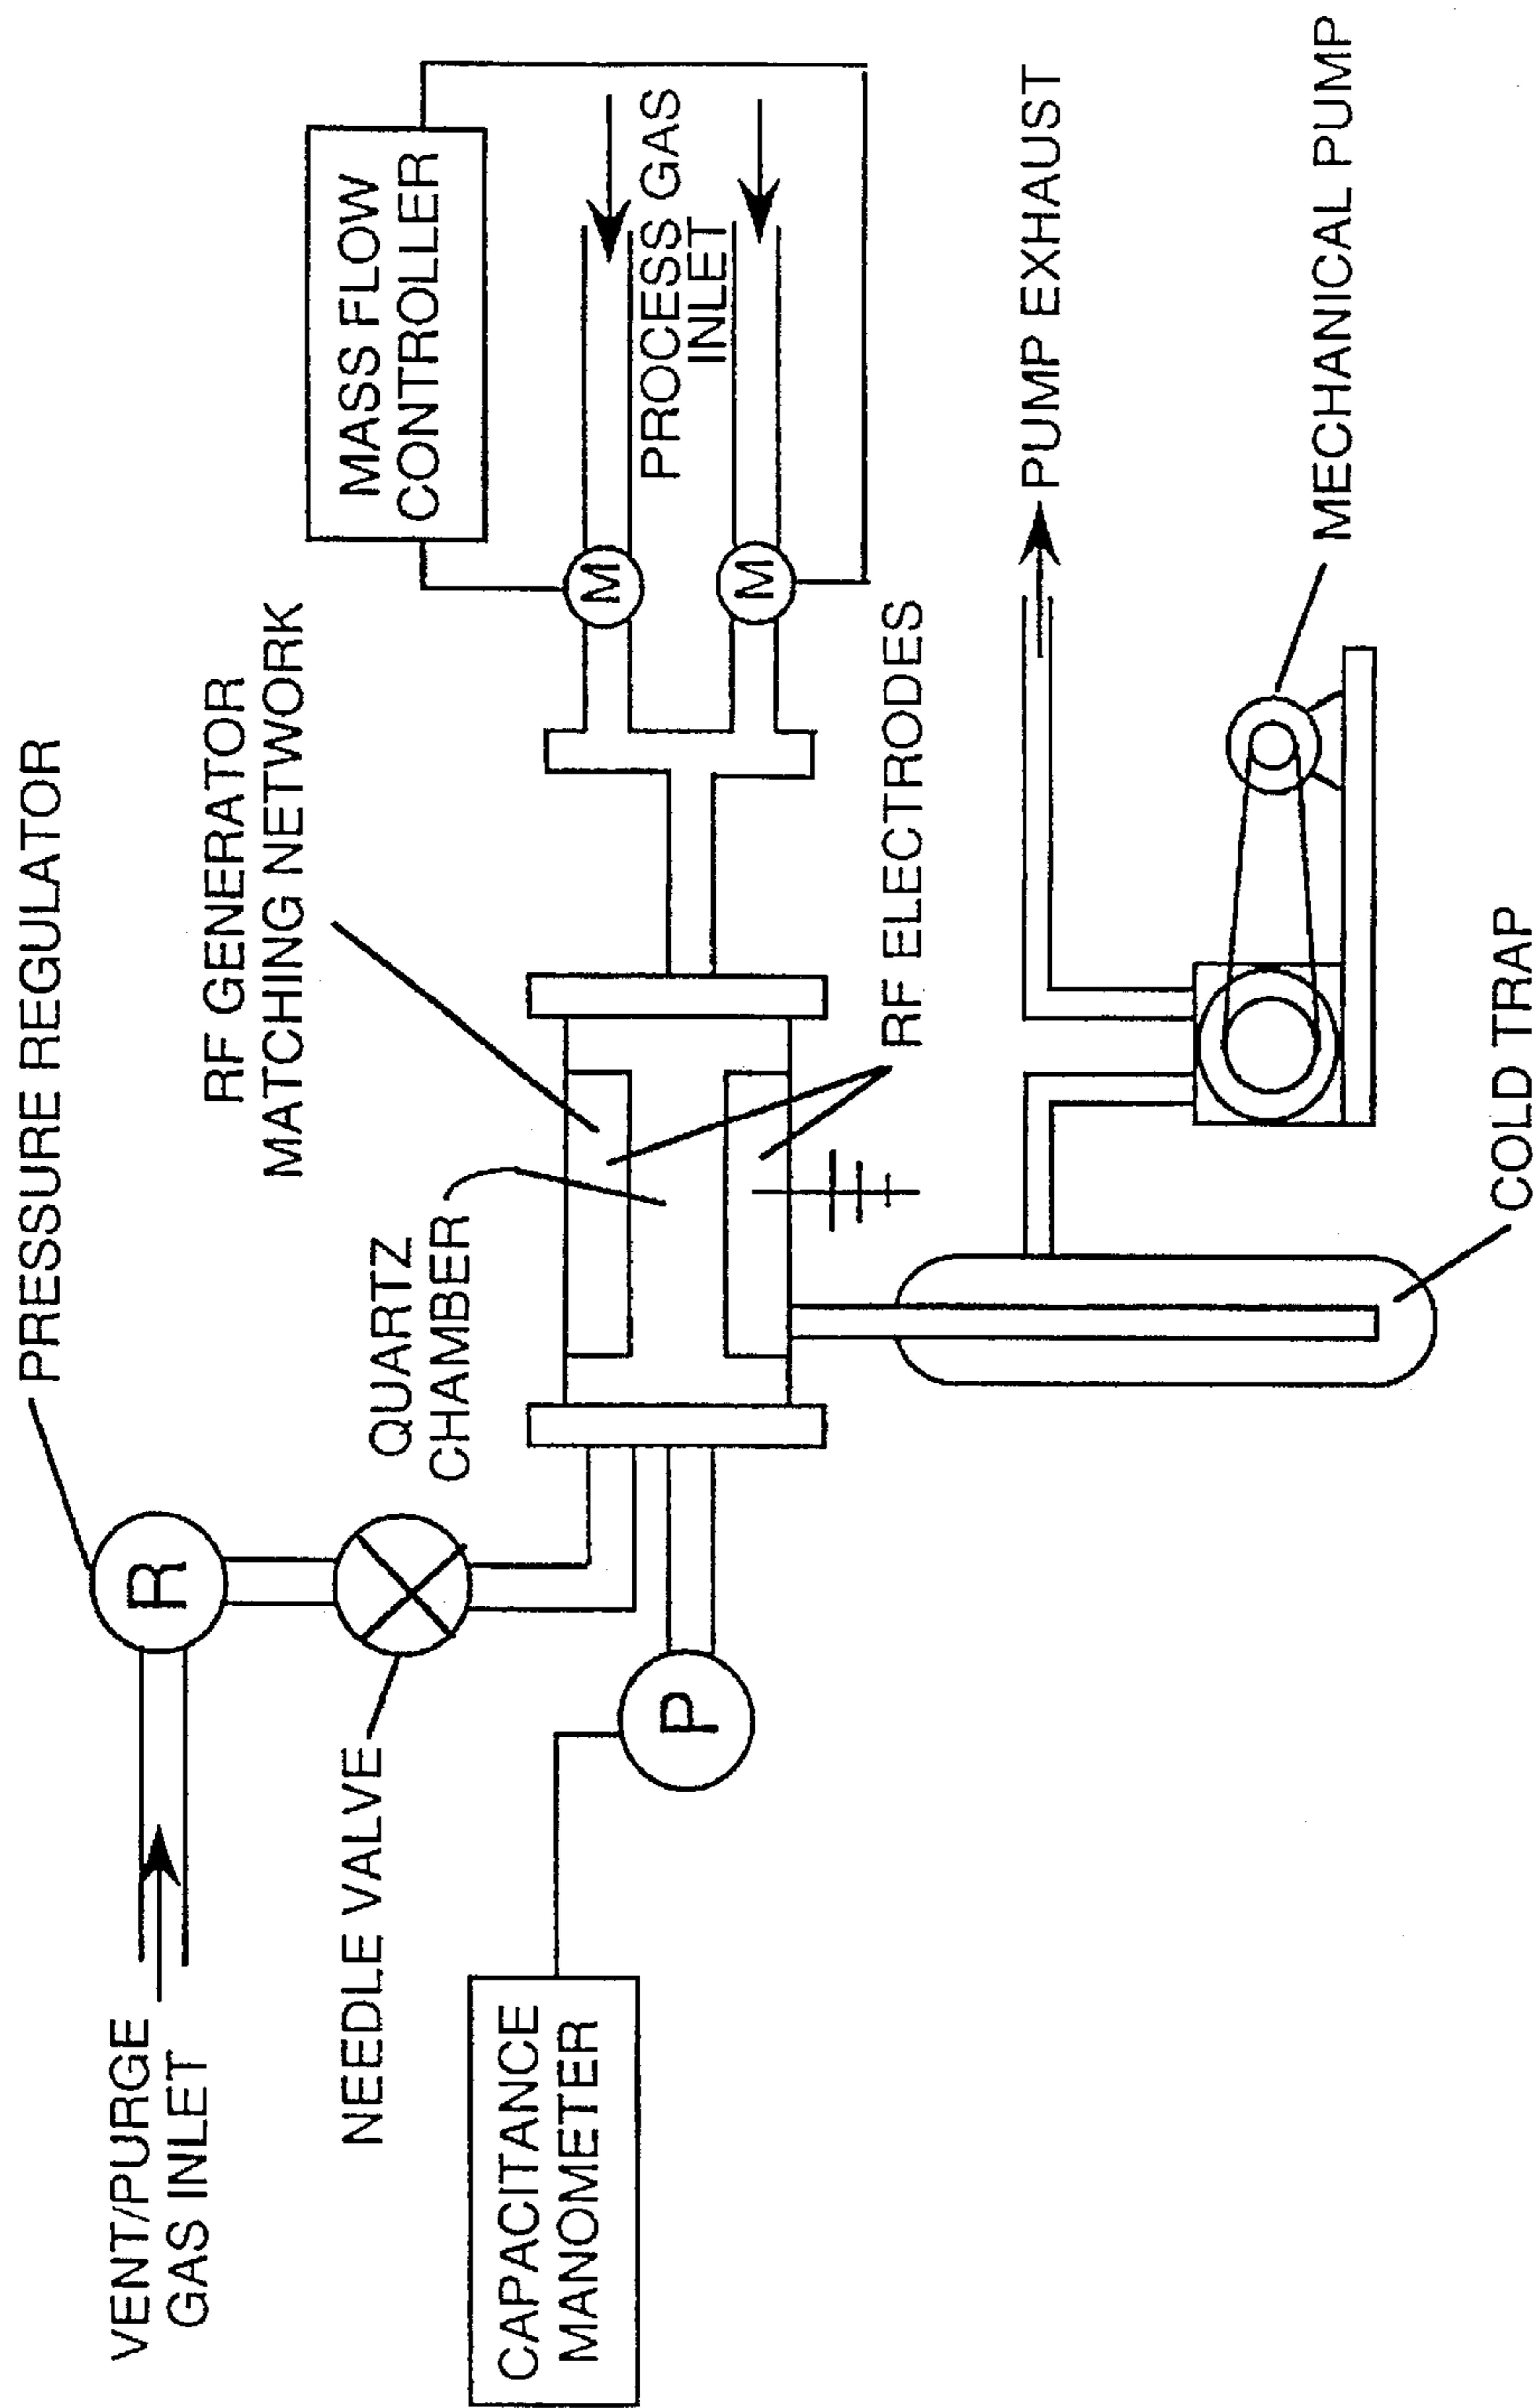 PRESSURE REGULATOR
VENT/PURGE
GAS INLET
R
RF GENERATOR
MATCHING NETWORK
MASS FLOW
CONTROLLER
NEEDLE VALVE
QUARTZ
CHAMBER
CAPACITANCE
MANOMETER
P
M
M
PROCESS GAS
INLET
RF ELECTRODES
PUMP EXHAUST
MECHANICAL PUMP
COLD TRAP